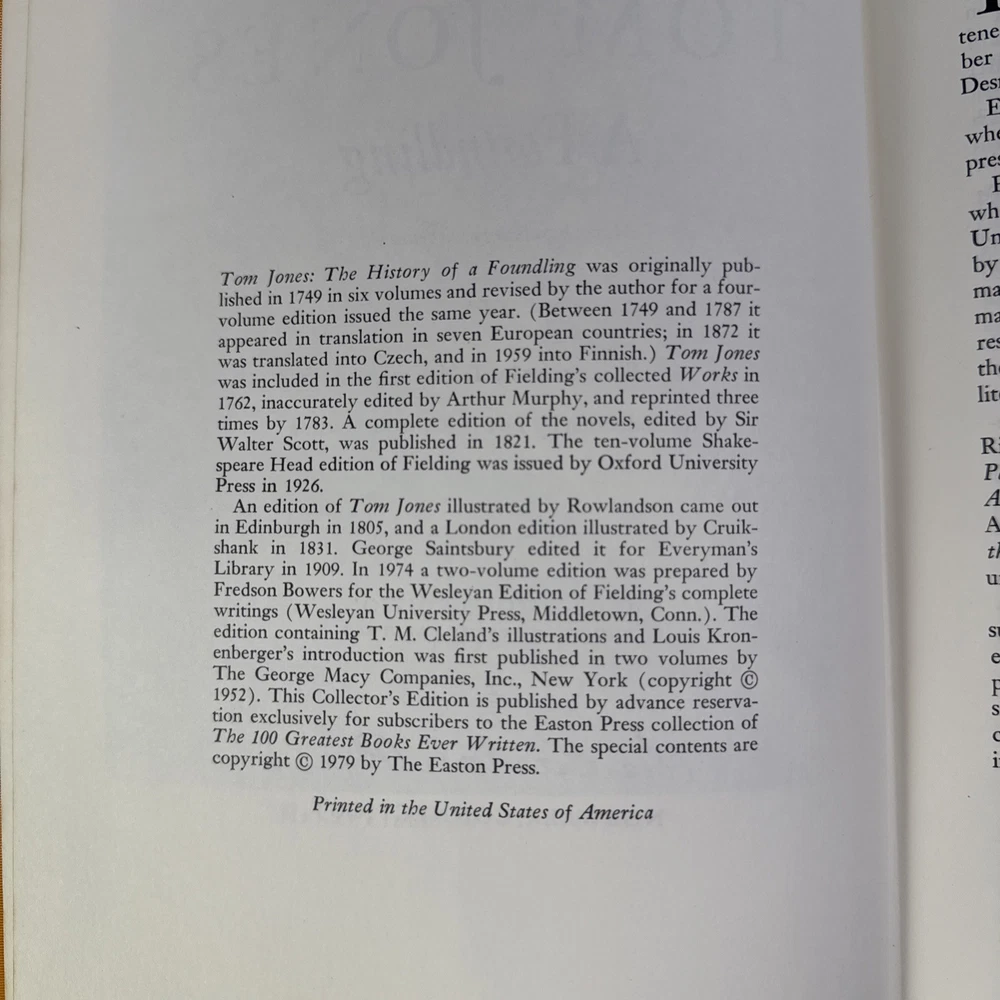 Tom Jones: The History of a Foundling was originally pub-
lished in 1749 in six volumes and revised by the author for a four-
volume edition issued the same year. (Between 1749 and 1787 it
appeared in translation in seven European countries; in 1872 it
was translated into Czech, and in 1959 into Finnish.) Tom Jones
was included in the first edition of Fielding's collected Works in
1762, inaccurately edited by Arthur Murphy, and reprinted three
times by 1783. A complete edition of the novels, edited by Sir
Walter Scott, was published in 1821. The ten-volume Shake-
speare Head edition of Fielding was issued by Oxford University
Press in 1926.
An edition of Tom Jones illustrated by Rowlandson came out
in Edinburgh in 1805, and a London edition illustrated by Cruik-
shank in 1831. George Saintsbury edited it for Everyman's
Library in 1909. In 1974 a two-volume edition was prepared by
Fredson Bowers for the Wesleyan Edition of Fielding's complete
writings (Wesleyan University Press, Middletown, Conn.). The
edition containing T. M. Cleland's illustrations and Louis Kron-
enberger's introduction was first published in two volumes by
The George Macy Companies, Inc., New York (copyright ©
1952). This Collector's Edition is published by advance reserva-
tion exclusively for subscribers to the Easton Press collection of
The 100 Greatest Books Ever Written. The special contents are
copyright © 1979 by The Easton Press.
Printed in the United States of America
tene
ber
Des
E
whe
pres
wh
Un
by
ma
ma
res
the
lit
R
P
A
A
th
u
s
e
p
s
c
i